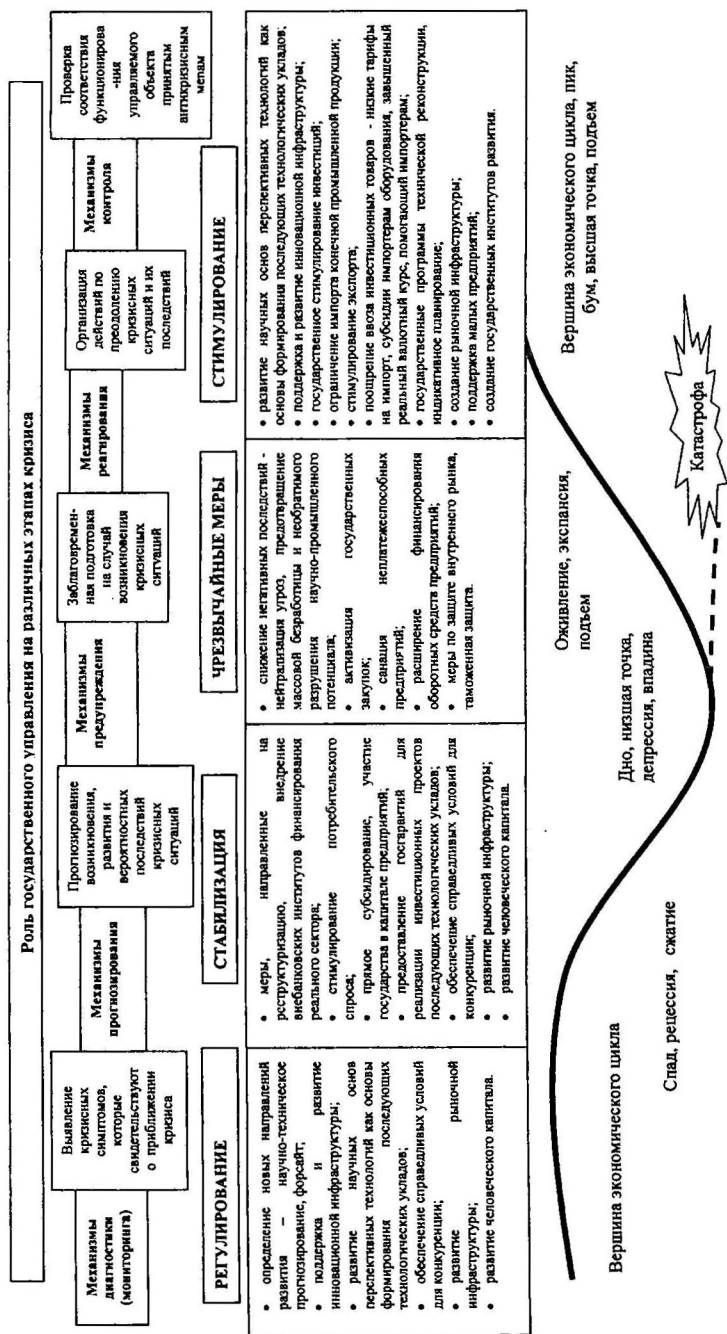 Роль государственного управления на различных этапах кризиса
Механизмы
диагностики
(мониторинга)
Выявление
кризисных
симптомов,
которые
свидетельствуют
о приближении
кризиса
Механизмы
прогнозирования
Прогнозирование
возникновения,
развития и
вероятностных
последствий
кризисных
ситуаций
Механизмы
предупреждения
Заблаговремен-
ная подготовка
на случай
возникновения
кризисных
ситуаций
Механизмы
реагирования
Организация
действий по
преодолению
кризисных
ситуаций и их
последствий
Механизмы
контроля
Проверка
соответствия
функционирова
-ния
управляемого
объекта
принятым
антикризисным
мепам
РЕГУЛИРОВАНИЕ
• определение новых направлений
развития – научно-техническое
прогнозирование, форсайт;
• поддержка и развитие
инновационной инфраструктуры;
• развитие научных основ
перспективных технологий как основы
формирования последующих
технологических укладов;
• обеспечение справедливых условий
для конкуренции;
• развитие рыночной
инфраструктуры;
• развитие человеческого капитала.
СТАБИЛИЗАЦИЯ
• меры, направленные на
реструктуризацию, внедрение
внебанковских институтов финансирования
реального сектора;
• стимулирование потребительского
спроса;
• прямое субсидирование, участие
государства в капитале предприятий;
• предоставление госгарантий для
реализации инвестиционных проектов
последующих технологических укладов;
• обеспечение справедливых условий для
конкуренции;
• развитие рыночной инфраструктуры;
• развитие человеческого капитала.
ЧРЕЗВЫЧАЙНЫЕ МЕРЫ
• снижение негативных последствий -
нейтрализация угроз, предотвращение
массовой безработицы и необратимого
разрушения научно-промышленного
потенциала;
• активизация государственных
закупок;
• санация неплатежеспособных
предприятий;
• расширение финансирования
оборотных средств предприятий;
• меры по защите внутреннего рынка,
таможенная защита.
СТИМУЛИРОВАНИЕ
• развитие научных основ перспективных технологий как
основы формирования последующих технологических укладов;
• поддержка и развитие инновационной инфраструктуры;
• государственное стимулирование инвестиций;
• ограничение импорта конечной промышленной продукции;
• стимулирование экспорта;
• поощрение ввоза инвестиционных товаров - низкие тарифы
на импорт, субсидии импортерам оборудования, завышенный
реальный валютный курс, помогающий импортерам;
• государственные программы технической реконструкции,
индикативное планирование;
• создание рыночной инфраструктуры;
• поддержка малых предприятий;
• создание государственных институтов развития.
Вершина экономического цикла
Спад, рецессия, сжатие
Дно, низшая точка,
депрессия, впадина
Оживление, экспансия,
подъем
Катастрофа
Вершина экономического цикла, пик,
бум, высшая точка, подъем